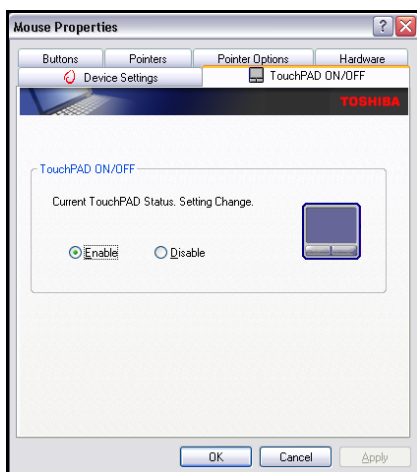 Mouse Properties
Buttons Pointers Pointer Options Hardware
Device Settings TouchPAD ON/OFF
TOSHIBA
TouchPAD ON/OFF
Current TouchPAD Status. Setting Change.
Enable Disable
OK Cancel Apply